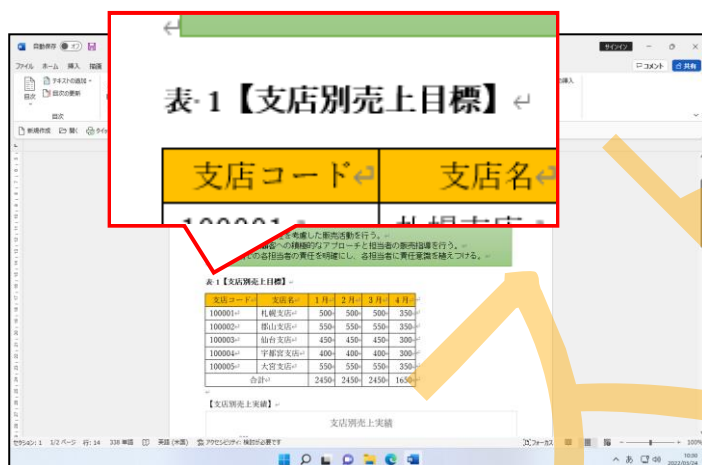 自動保存 オフ
サインイン
ファイル ホーム 挿入 描画
コメント 共有
目次
テキストの追加
目次の更新
目次
新規作成 開く
表 1【支店別売上目標】
支店コード 支店名
を考慮した販売活動を行う。
顧客への積極的なアプローチと担当者の販売指導を行う。
の各担当者の責任を明確にし、各担当者に責任意識を植えつける。
表 1【支店別売上目標】
支店コード 支店名 1月 2月 3月 4月
100001 札幌支店 500 500 500 350
100002 郡山支店 550 550 550 350
100003 仙台支店 450 450 450 300
100004 宇都宮支店 400 400 400 300
100005 大宮支店 550 550 550 350
合計 2450 2450 2450 1650
【支店別売上実績】
支店別売上実績
セクション: 1 1/2 ページ 行: 14 338 単語 英語 (米国) アクセシビリティ: 検討が必要です フォーカス 100%
あ 10:00
2022/03/24